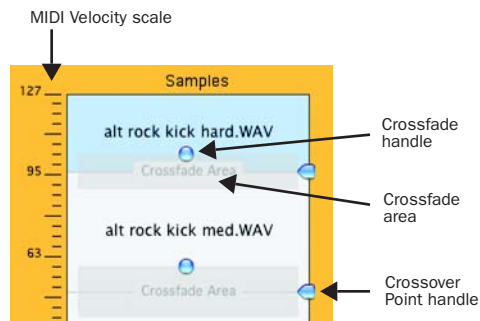 MIDI Velocity scale
Samples
127
alt rock kick hard.WAV
Crossfade
handle
Crossfade Area
95
Crossfade
area
alt rock kick med.WAV
63
Crossfade Area
Crossover
Point handle